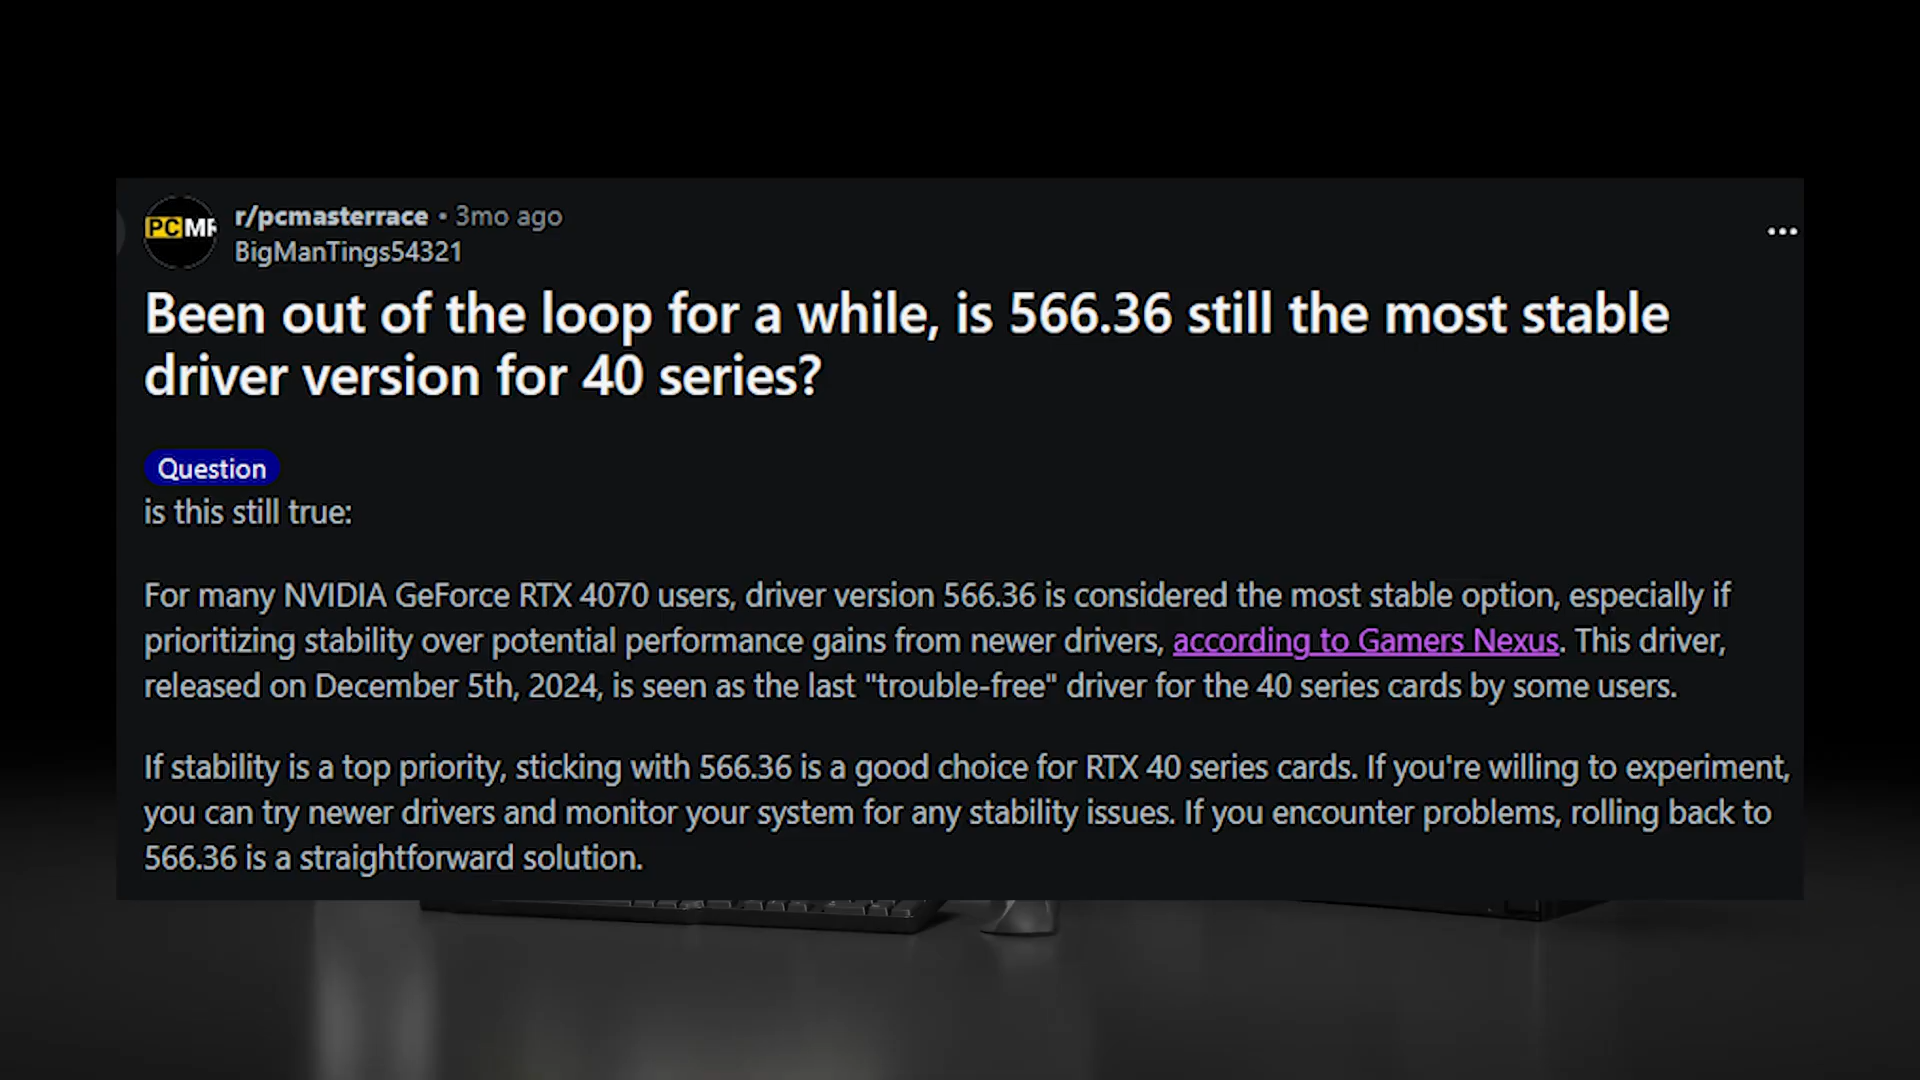 PCMR
r/pcmasterrace • 3mo ago
BigManTings54321
Been out of the loop for a while, is 566.36 still the most stable
driver version for 40 series?
Question
is this still true:
For many NVIDIA GeForce RTX 4070 users, driver version 566.36 is considered the most stable option, especially if
prioritizing stability over potential performance gains from newer drivers, according to Gamers Nexus. This driver,
released on December 5th, 2024, is seen as the last "trouble-free" driver for the 40 series cards by some users.
If stability is a top priority, sticking with 566.36 is a good choice for RTX 40 series cards. If you're willing to experiment,
you can try newer drivers and monitor your system for any stability issues. If you encounter problems, rolling back to
566.36 is a straightforward solution.